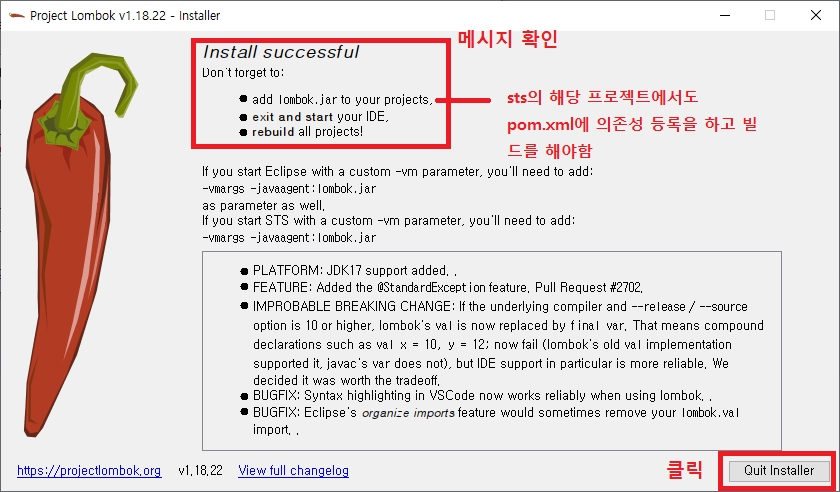 Project Lombok v1.18.22 - Installer
메시지 확인
Install successful
Don't forget to:
add lombok.jar to your projects,
exit and start your IDE,
rebuild all projects!
sts의 해당 프로젝트에서도
pom.xml에 의존성 등록을 하고 빌
드를 해야함
If you start Eclipse with a custom -vm parameter, you'll need to add:
-vmargs -javaagent:lombok.jar
as parameter as well.
If you start STS with a custom -vm parameter, you'll need to add:
-vmargs -javaagent:lombok.jar
PLATFORM: JDK17 support added. .
FEATURE: Added the @StandardException feature. Pull Request #2702.
IMPROBABLE BREAKING CHANGE: If the underlying compiler and --release / --source
option is 10 or higher, lombok's val is now replaced by final var. That means compound
declarations such as val x = 10, y = 12; now fail (lombok's old val implementation
supported it, javac's var does not), but IDE support in particular is more reliable. We
decided it was worth the tradeoff.
BUGFIX: Syntax highlighting in VSCode now works reliably when using lombok. .
BUGFIX: Eclipse's organize imports feature would sometimes remove your lombok.val
import. .
https://projectlombok.org v1.18.22 View full changelog
클릭
Quit Installer